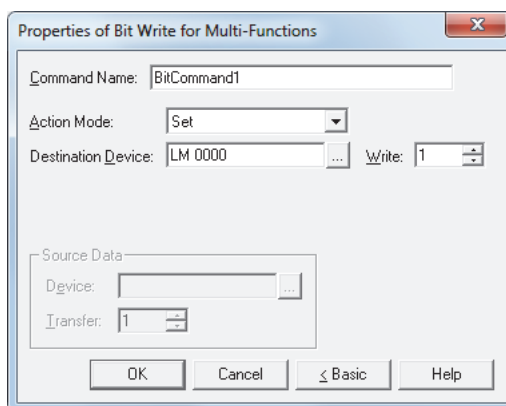 Properties of Bit Write for Multi-Functions
x
Command Name: BitCommand1
Action Mode: Set
Destination Device: LM 0000 ... Write: 1
Source Data
Device: ...
Transfer: 1
OK Cancel < Basic Help